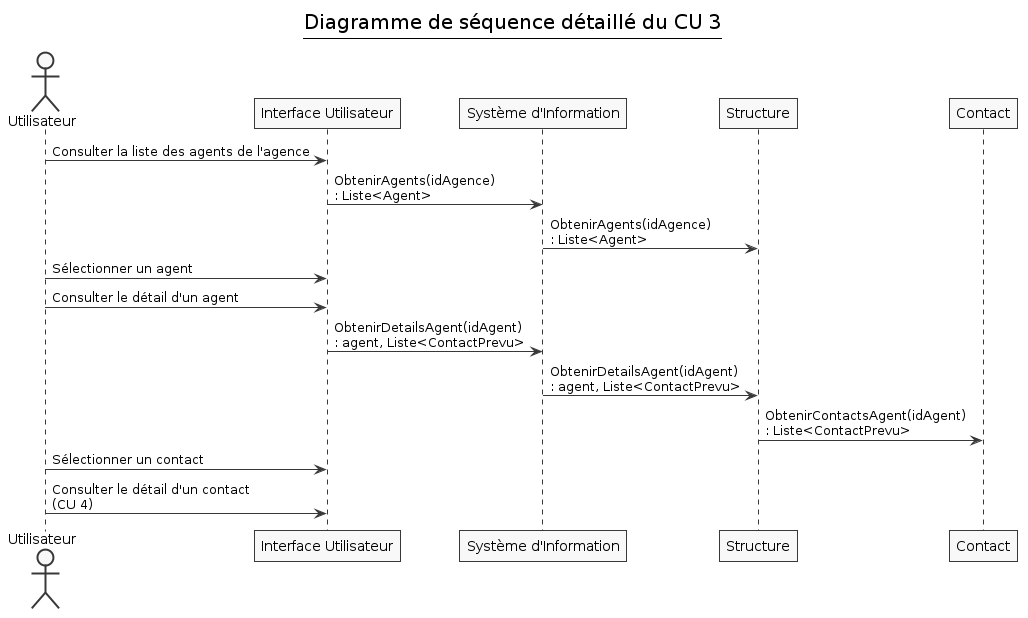 Diagramme de séquence détaillé du CU 3
Utilisateur
Interface Utilisateur
Système d'Information
Structure
Contact
Consulter la liste des agents de l'agence
ObtenirAgents(idAgence)
: Liste<Agent>
ObtenirAgents(idAgence)
: Liste<Agent>
Sélectionner un agent
Consulter le détail d'un agent
ObtenirDetailsAgent(idAgent)
: agent, Liste<ContactPrevu>
ObtenirDetailsAgent(idAgent)
: agent, Liste<ContactPrevu>
ObtenirContactsAgent(idAgent)
: Liste<ContactPrevu>
Sélectionner un contact
Consulter le détail d'un contact
(CU 4)
Utilisateur
Interface Utilisateur
Système d'Information
Structure
Contact